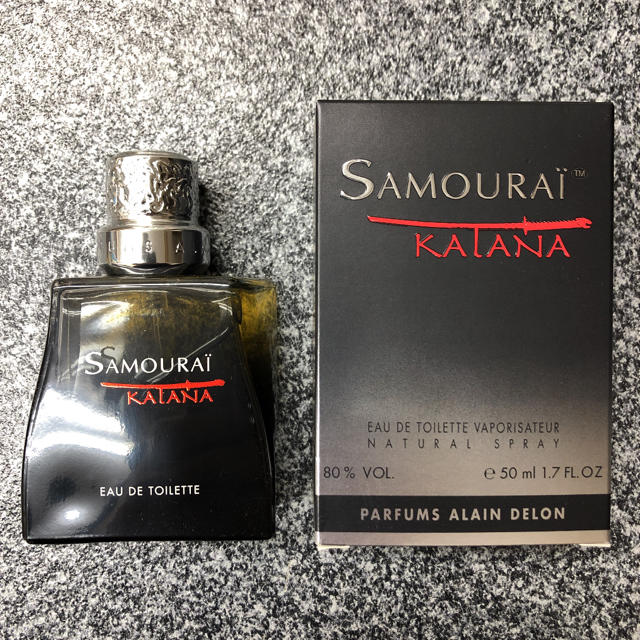 SAMOURAÏ
KATANA
EAU DE TOILETTE
SAMOURAÏ™
KATANA
EAU DE TOILETTE VAPORISATEUR
NATURAL SPRAY
80% VOL.
℮ 50 ml 1.7 FL.OZ
PARFUMS ALAIN DELON